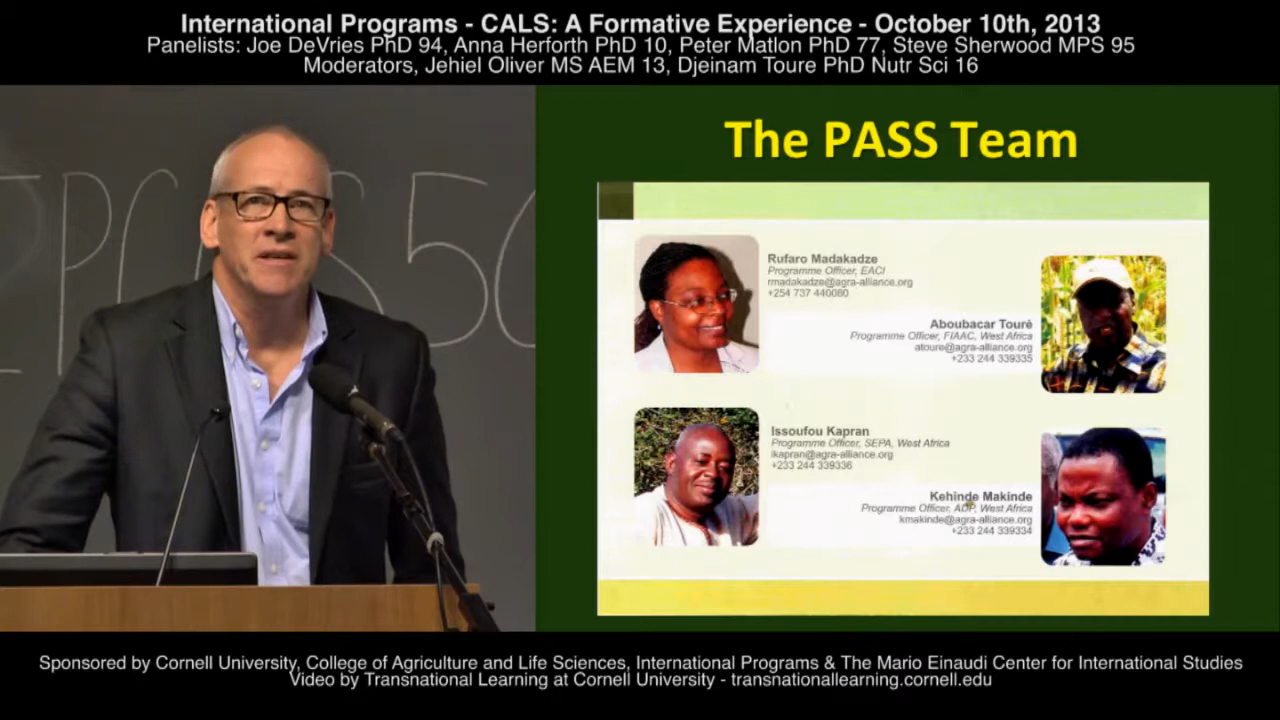 International Programs - CALS: A Formative Experience - October 10th, 2013
Panelists: Joe DeVries PhD 94, Anna Herforth PhD 10, Peter Matlon PhD 77, Steve Sherwood MPS 95
Moderators, Jehiel Oliver MS AEM 13, Djeinam Toure PhD Nutr Sci 16
IPCALS 50
The PASS Team
Rufaro Madakadze
Programme Officer, EACI
rmadakadze@agra-alliance.org
+254 737 440080
Aboubacar Touré
Programme Officer, FIAAC, West Africa
atoure@agra-alliance.org
+233 244 339335
Issoufou Kapran
Programme Officer, SEPA, West Africa
ikapran@agra-alliance.org
+233 244 339336
Kehinde Makinde
Programme Officer, ADP, West Africa
kmakinde@agra-alliance.org
+233 244 339334
Sponsored by Cornell University, College of Agriculture and Life Sciences, International Programs & The Mario Einaudi Center for International Studies
Video by Transnational Learning at Cornell University - transnationallearning.cornell.edu